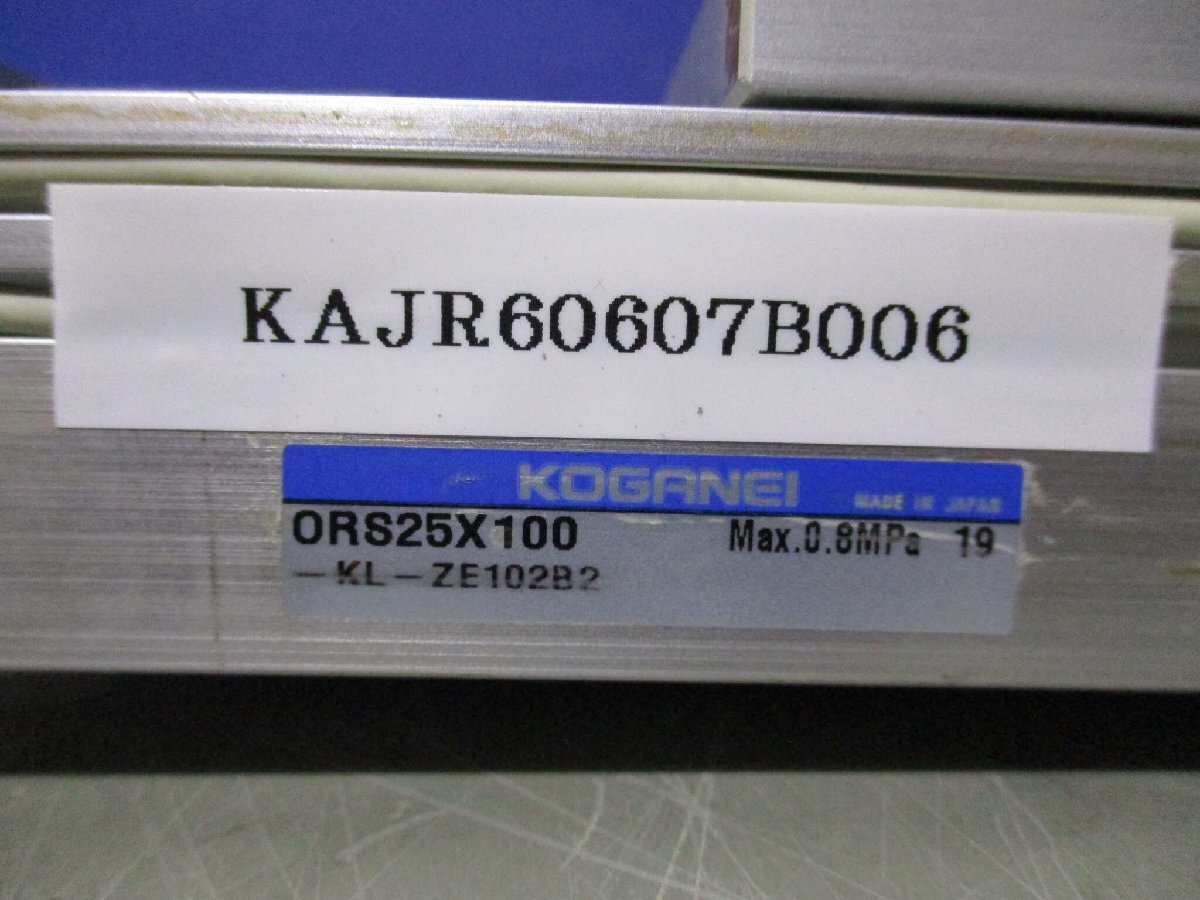 KAJR60607B006
KOGANEI MADE IN JAPAN
ORS25X100 Max.0.8MPa 19
-KL-ZE102B2